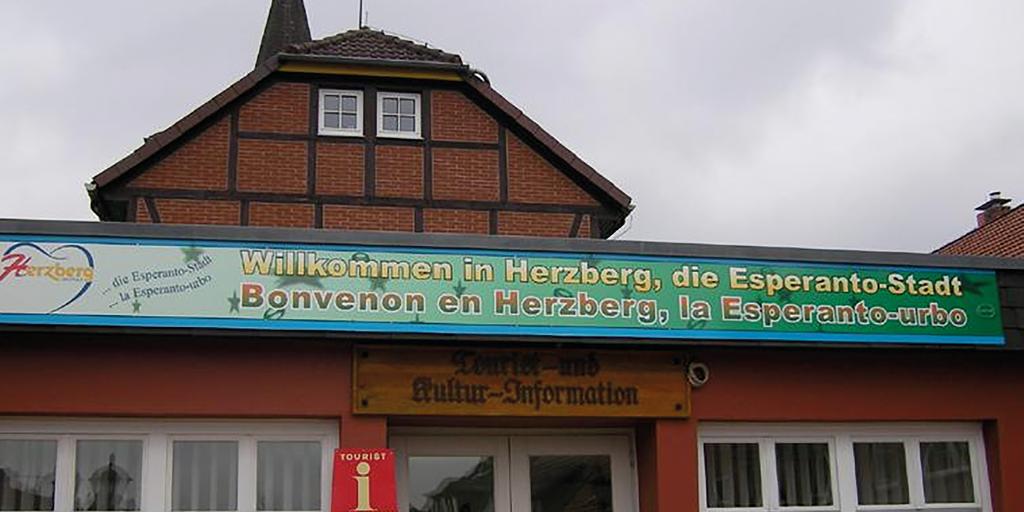 Herzberg
... die Esperanto-Stadt
... la Esperanto-urbo
Willkommen in Herzberg, die Esperanto-Stadt
Bonvenon en Herzberg, la Esperanto-urbo
Tourist-und
Kultur-Information
TOURIST
i